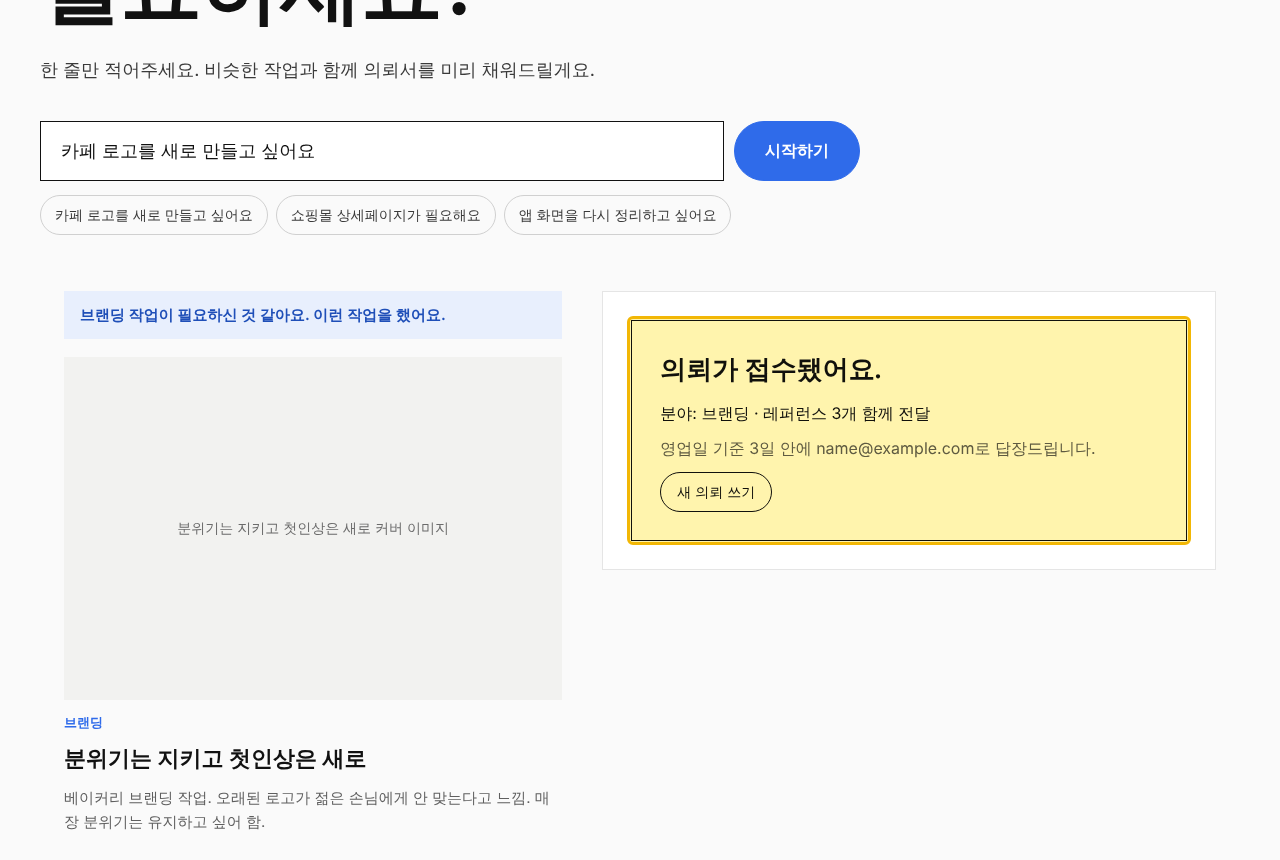 필요하세요?
한 줄만 적어주세요. 비슷한 작업과 함께 의뢰서를 미리 채워드릴게요.
카페 로고를 새로 만들고 싶어요
시작하기
카페 로고를 새로 만들고 싶어요
쇼핑몰 상세페이지가 필요해요
앱 화면을 다시 정리하고 싶어요
브랜딩 작업이 필요하신 것 같아요. 이런 작업을 했어요.
분위기는 지키고 첫인상은 새로 커버 이미지
브랜딩
분위기는 지키고 첫인상은 새로
베이커리 브랜딩 작업. 오래된 로고가 젊은 손님에게 안 맞는다고 느낌. 매
장 분위기는 유지하고 싶어 함.
의뢰가 접수됐어요.
분야: 브랜딩 · 레퍼런스 3개 함께 전달
영업일 기준 3일 안에 name@example.com로 답장드립니다.
새 의뢰 쓰기